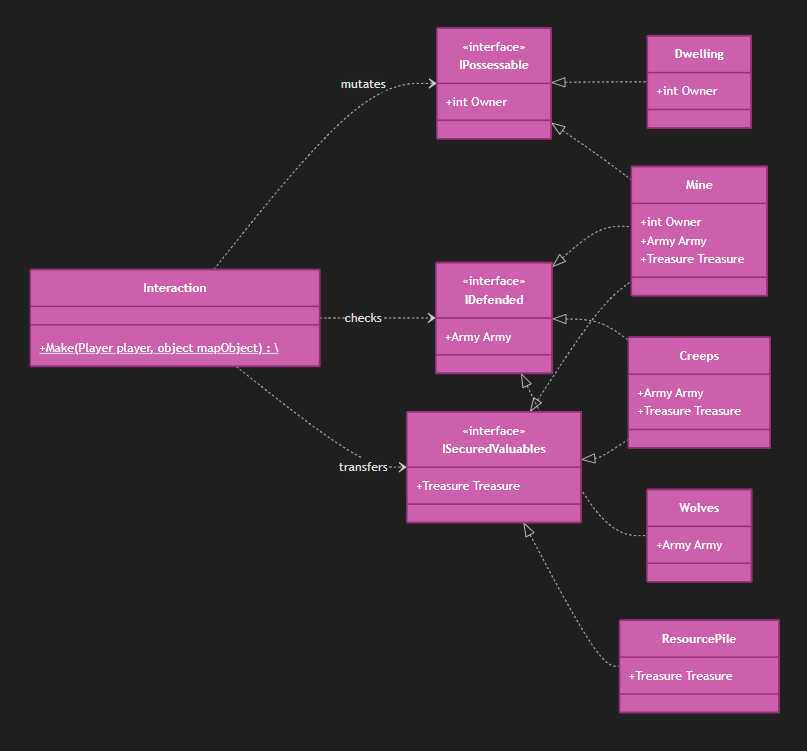 «interface»
IPossessable
+int Owner
Dwelling
+int Owner
mutates
Mine
+int Owner
+Army Army
+Treasure Treasure
Interaction
+Make(Player player, object mapObject) : \
checks
«interface»
IDefended
+Army Army
Creeps
+Army Army
+Treasure Treasure
transfers
«interface»
ISecuredValuables
+Treasure Treasure
Wolves
+Army Army
ResourcePile
+Treasure Treasure